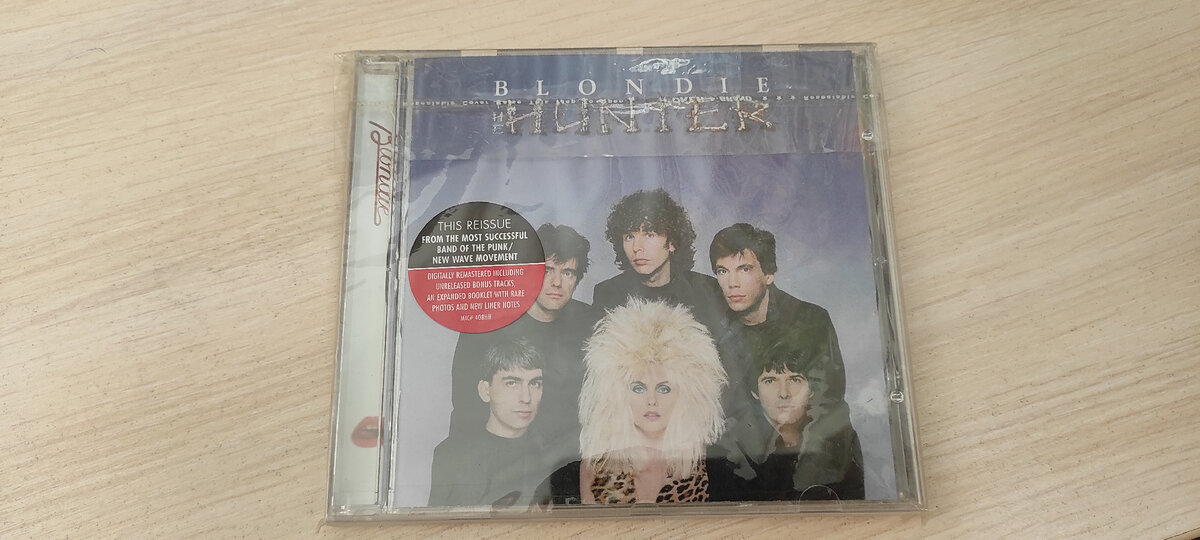 BLONDIE
THE HUNTER
Blondie
THIS REISSUE
FROM THE MOST SUCCESSFUL
BAND OF THE PUNK/
NEW WAVE MOVEMENT
DIGITALLY REMASTERED INCLUDING
UNRELEASED BONUS TRACKS,
AN EXPANDED BOOKLET WITH RARE
PHOTOS AND NEW LINER NOTES